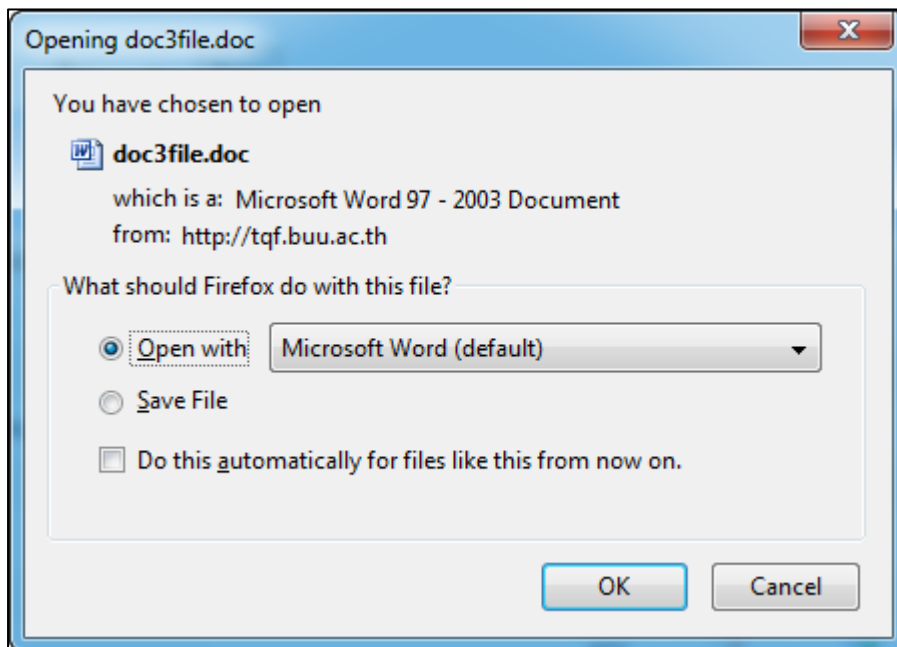 Opening doc3file.doc
You have chosen to open
doc3file.doc
which is a: Microsoft Word 97 - 2003 Document
from: http://tqf.buu.ac.th
What should Firefox do with this file?
Open with Microsoft Word (default)
Save File
Do this automatically for files like this from now on.
OK Cancel